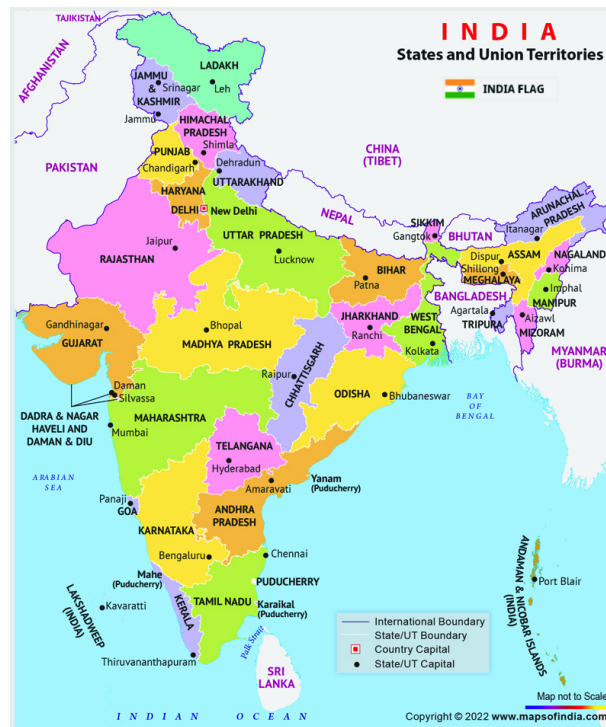 TAJIKISTAN
INDIA
States and Union Territories
INDIA FLAG
AFGHANISTAN
LADAKH
Leh
JAMMU
&
KASHMIR
Srinagar
Jammu
HIMACHAL
PRADESH
Shimla
PUNJAB
Chandigarh
Dehradun
UTTARAKHAND
PAKISTAN
CHINA
(TIBET)
HARYANA
DELHI
New Delhi
NEPAL
SIKKIM
Gangtok
BHUTAN
ARUNACHAL
PRADESH
Itanagar
UTTAR PRADESH
Lucknow
Jaipur
RAJASTHAN
BIHAR
Patna
Dispur
ASSAM
Shillong
MEGHALAYA
NAGALAND
Kohima
Imphal
MANIPUR
BANGLADESH
Agartala
TRIPURA
Aizawl
MIZORAM
MYANMAR
(BURMA)
Gandhinagar
GUJARAT
Bhopal
MADHYA PRADESH
JHARKHAND
Ranchi
WEST
BENGAL
Kolkata
Raipur
CHHATTISGARH
ODISHA
Bhubaneswar
BAY
OF
BENGAL
Daman
Silvassa
DADRA & NAGAR
HAVELI AND
DAMAN & DIU
MAHARASHTRA
Mumbai
TELANGANA
Hyderabad
ARABIAN
SEA
Amaravati
Yanam
(Puducherry)
Panaji
GOA
ANDHRA
PRADESH
KARNATAKA
Bengaluru
Chennai
Mahe
(Puducherry)
PUDUCHERRY
TAMIL NADU
Karaikal
(Puducherry)
KERALA
LAKSHADWEEP
(INDIA)
Kavaratti
Thiruvananthapuram
Palk Strait
SRI
LANKA
ANDAMAN & NICOBAR ISLANDS
(INDIA)
Port Blair
International Boundary
State/UT Boundary
Country Capital
State/UT Capital
Map not to Scale
INDIAN OCEAN
Copyright © 2022 www.mapsofindia.com